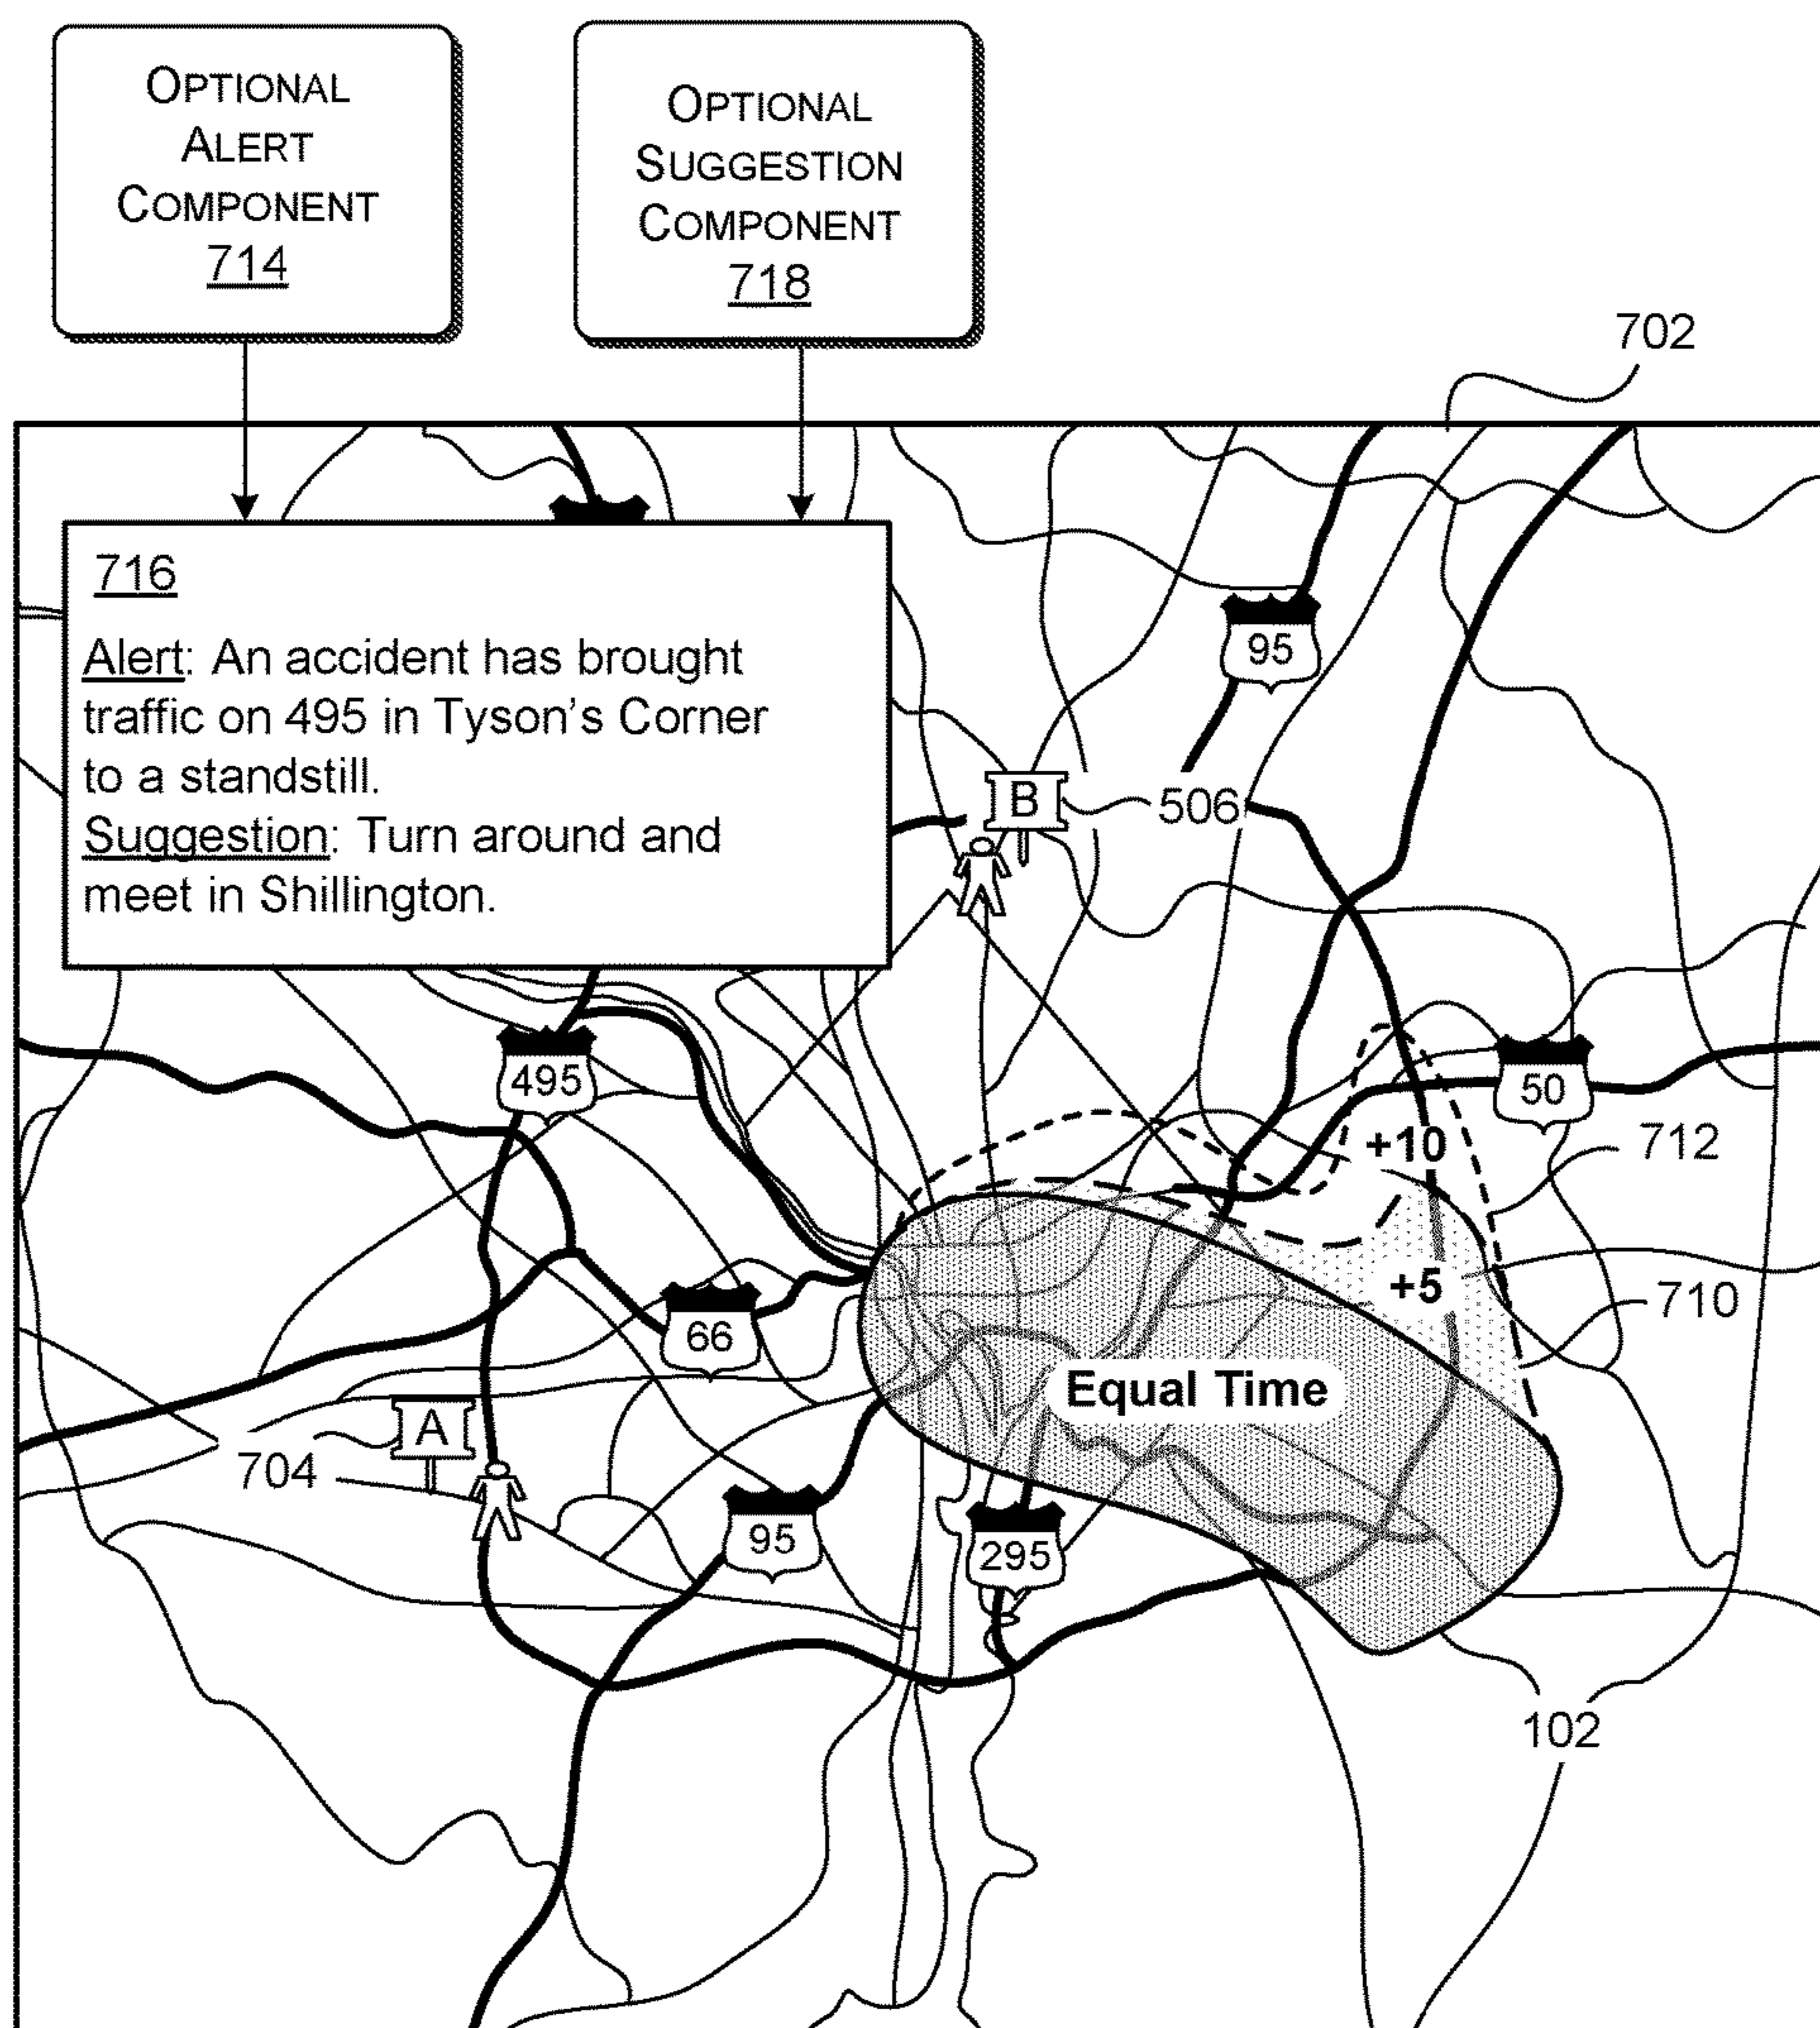 OPTIONAL
ALERT
COMPONENT
714
OPTIONAL
SUGGESTION
COMPONENT
718
702
716
Alert: An accident has brought
traffic on 495 in Tyson's Corner
to a standstill.
Suggestion: Turn around and
meet in Shillington.
95
B
506
495
50
+10
712
+5
710
66
Equal Time
A
704
95
295
102